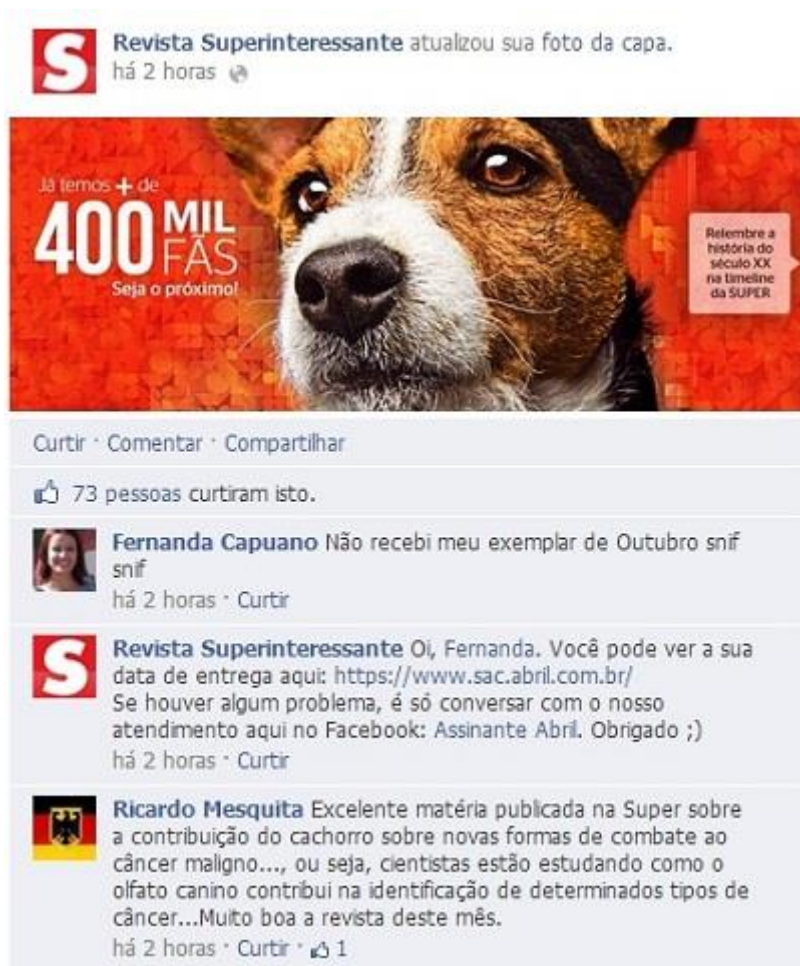 S
Revista Superinteressante atualizou sua foto da capa.
há 2 horas
Já temos + de
400 MIL
FÃS
Seja o próximo!
Relembre a
história do
século XX
na timeline
da SUPER
Curtir · Comentar · Compartilhar
73 pessoas curtiram isto.
Fernanda Capuano Não recebi meu exemplar de Outubro snif
snif
há 2 horas · Curtir
S
Revista Superinteressante Oi, Fernanda. Você pode ver a sua
data de entrega aqui: https://www.sac.abril.com.br/
Se houver algum problema, é só conversar com o nosso
atendimento aqui no Facebook: Assinante Abril. Obrigado ;)
há 2 horas · Curtir
Ricardo Mesquita Excelente matéria publicada na Super sobre
a contribuição do cachorro sobre novas formas de combate ao
câncer maligno..., ou seja, cientistas estão estudando como o
olfato canino contribui na identificação de determinados tipos de
câncer...Muito boa a revista deste mês.
há 2 horas · Curtir · 1